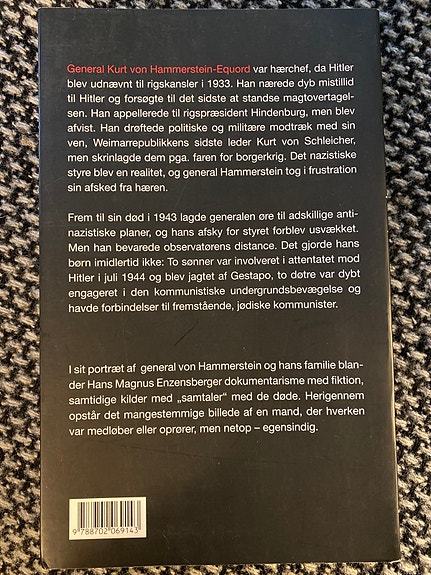 General Kurt von Hammerstein-Equord var hærchef, da Hitler
blev udnævnt til rigskansler i 1933. Han nærede dyb mistillid
til Hitler og forsøgte til det sidste at standse magtovertagel-
sen. Han appellerede til rigspræsident Hindenburg, men blev
afvist. Han drøftede politiske og militære modtræk med sin
ven, Weimarrepublikkens sidste leder Kurt von Schleicher,
men skrinlagde dem pga. faren for borgerkrig. Det nazistiske
styre blev en realitet, og general Hammerstein tog i frustration
sin afsked fra hæren.
Frem til sin død i 1943 lagde generalen øre til adskillige anti-
nazistiske planer, og hans afsky for styret forblev usvækket.
Men han bevarede observatørens distance. Det gjorde hans
børn imidlertid ikke: To sønner var involveret i attentatet mod
Hitler i juli 1944 og blev jagtet af Gestapo, to døtre var dybt
engageret i den kommunistiske undergrundsbevægelse og
havde forbindelser til fremstående, jødiske kommunister.
I sit portræt af general von Hammerstein og hans familie blan-
der Hans Magnus Enzensberger dokumentarisme med fiktion,
samtidige kilder med „samtaler“ med de døde. Herigennem
opstår det mangestemmige billede af en mand, der hverken
var medløber eller oprører, men netop – egensindig.
9 788702 069143